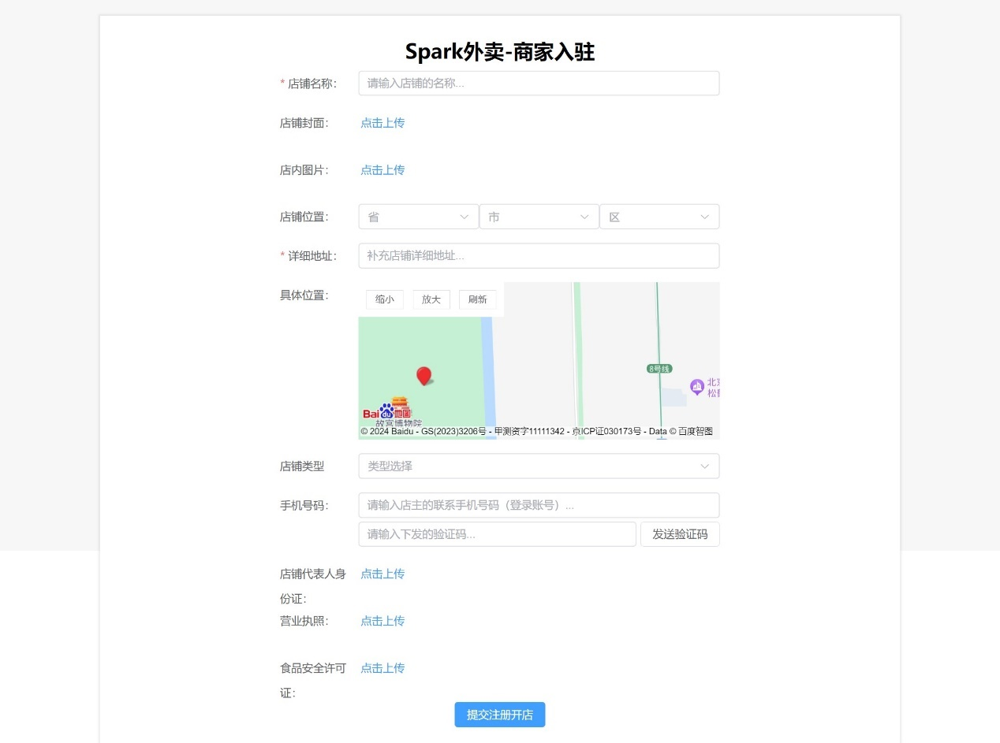 Spark外卖-商家入驻
* 店铺名称： 请输入店铺的名称...
店铺封面： 点击上传
店内图片： 点击上传
店铺位置： 省 市 区
* 详细地址： 补充店铺详细地址...
具体位置： 缩小 放大 刷新
8号线
北京
Bai du 地图
故宫博物院
© 2024 Baidu - GS(2023)3206号 - 甲测资字11111342 - 京ICP证030173号 - Data © 百度智图
店铺类型 类型选择
手机号码： 请输入店主的联系手机号码（登录账号）...
请输入下发的验证码... 发送验证码
店铺代表人身 点击上传
份证：
营业执照： 点击上传
食品安全许可 点击上传
证：
提交注册开店